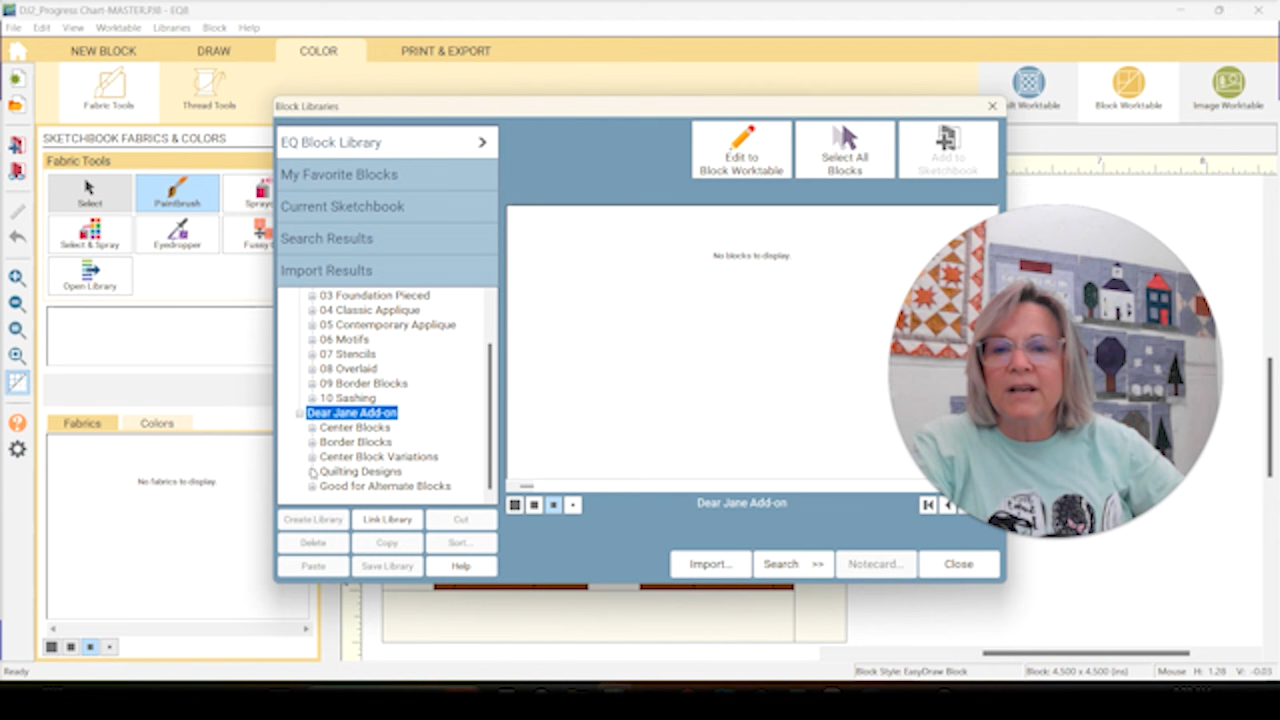 DJ2_Progress Chart-MASTER.PJ8 - EQ8
File Edit View Worktable Libraries Block Help
NEW BLOCK DRAW COLOR PRINT & EXPORT
Fabric Tools Thread Tools
Block Worktable Image Worktable
Block Libraries
SKETCHBOOK FABRICS & COLORS
Fabric Tools
Select Paintbrush
Select & Spray Eyedropper
Open Library
EQ Block Library
My Favorite Blocks
Current Sketchbook
Search Results
Import Results
Edit to
Block Worktable
Select All
Blocks
Add to
Sketchbook
No blocks to display.
03 Foundation Pieced
04 Classic Applique
05 Contemporary Applique
06 Motifs
07 Stencils
08 Overlaid
09 Border Blocks
10 Sashing
Dear Jane Add-on
Center Blocks
Border Blocks
Center Block Variations
Quilting Designs
Good for Alternate Blocks
Fabrics Colors
No fabrics to display.
Dear Jane Add-on
Create Library Link Library Cut
Delete Copy Sort...
Paste Save Library Help
Import... Search >> Notecard... Close
Ready
Block Style: EasyDraw Block Block: 4.500 x 4.500 (ins) Mouse H: 1.28 V: -0.03